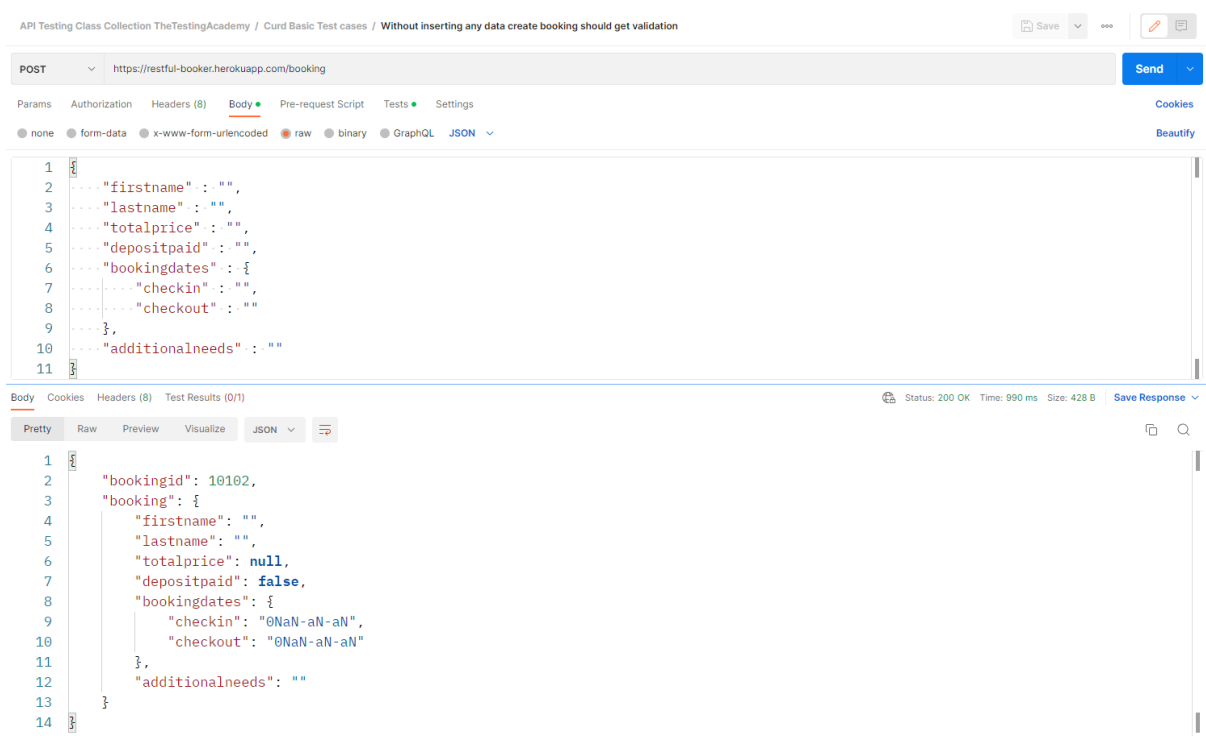 API Testing Class Collection TheTestingAcademy / Curd Basic Test cases / Without inserting any data create booking should get validation Save
POST https://restful-booker.herokuapp.com/booking Send
Params Authorization Headers (8) Body Pre-request Script Tests Settings Cookies
none form-data x-www-form-urlencoded raw binary GraphQL JSON Beautify
1 {
2 "firstname" : "",
3 "lastname" : "",
4 "totalprice" : "",
5 "depositpaid" : "",
6 "bookingdates" : {
7 "checkin" : "",
8 "checkout" : ""
9 },
10 "additionalneeds" : ""
11 }
Body Cookies Headers (8) Test Results (0/1) Status: 200 OK Time: 990 ms Size: 428 B Save Response
Pretty Raw Preview Visualize JSON
1 {
2 "bookingid": 10102,
3 "booking": {
4 "firstname": "",
5 "lastname": "",
6 "totalprice": null,
7 "depositpaid": false,
8 "bookingdates": {
9 "checkin": "0NaN-aN-aN",
10 "checkout": "0NaN-aN-aN"
11 },
12 "additionalneeds": ""
13 }
14 }